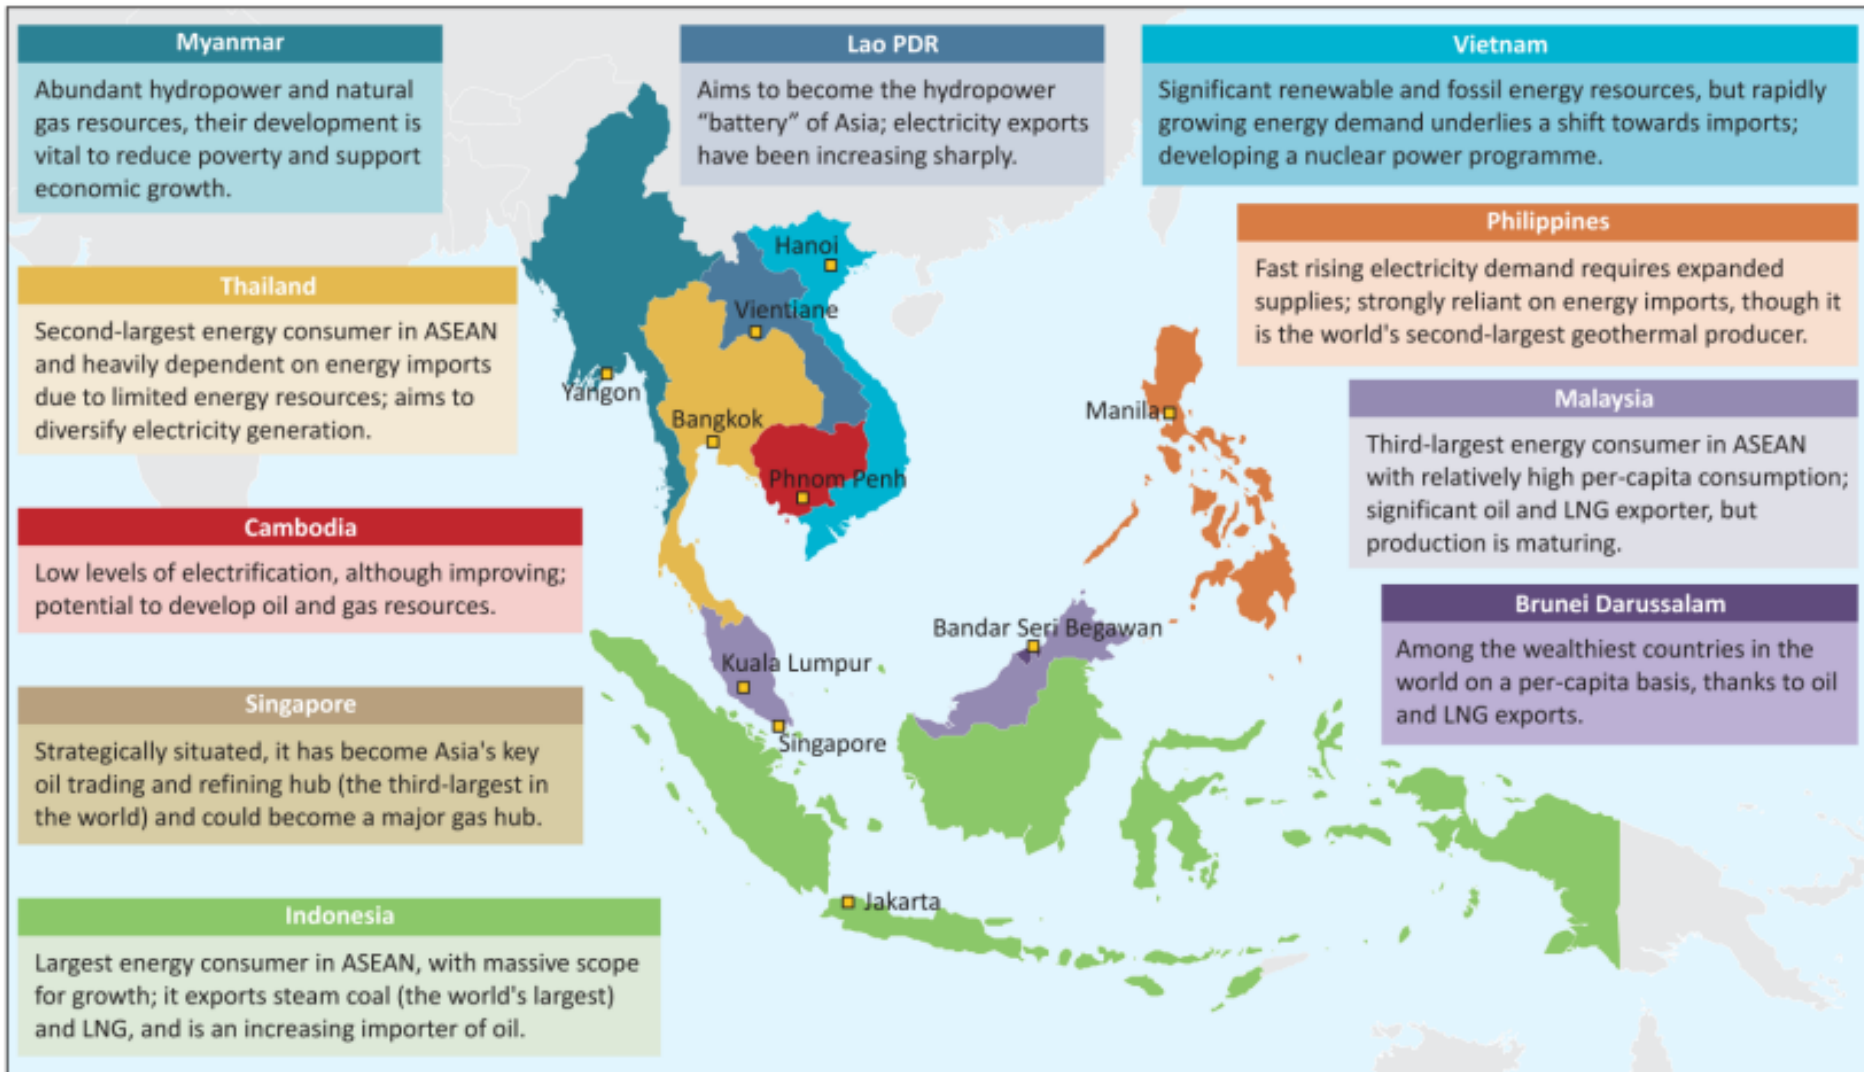 Myanmar
Abundant hydropower and natural
gas resources, their development is
vital to reduce poverty and support
economic growth.
Lao PDR
Aims to become the hydropower
“battery” of Asia; electricity exports
have been increasing sharply.
Vietnam
Significant renewable and fossil energy resources, but rapidly
growing energy demand underlies a shift towards imports;
developing a nuclear power programme.
Philippines
Fast rising electricity demand requires expanded
supplies; strongly reliant on energy imports, though it
is the world's second-largest geothermal producer.
Thailand
Second-largest energy consumer in ASEAN
and heavily dependent on energy imports
due to limited energy resources; aims to
diversify electricity generation.
Malaysia
Third-largest energy consumer in ASEAN
with relatively high per-capita consumption;
significant oil and LNG exporter, but
production is maturing.
Cambodia
Low levels of electrification, although improving;
potential to develop oil and gas resources.
Brunei Darussalam
Among the wealthiest countries in the
world on a per-capita basis, thanks to oil
and LNG exports.
Singapore
Strategically situated, it has become Asia's key
oil trading and refining hub (the third-largest in
the world) and could become a major gas hub.
Indonesia
Largest energy consumer in ASEAN, with massive scope
for growth; it exports steam coal (the world's largest)
and LNG, and is an increasing importer of oil.
Hanoi
Vientiane
Yangon
Bangkok
Manila
Phnom Penh
Bandar Seri Begawan
Kuala Lumpur
Singapore
Jakarta